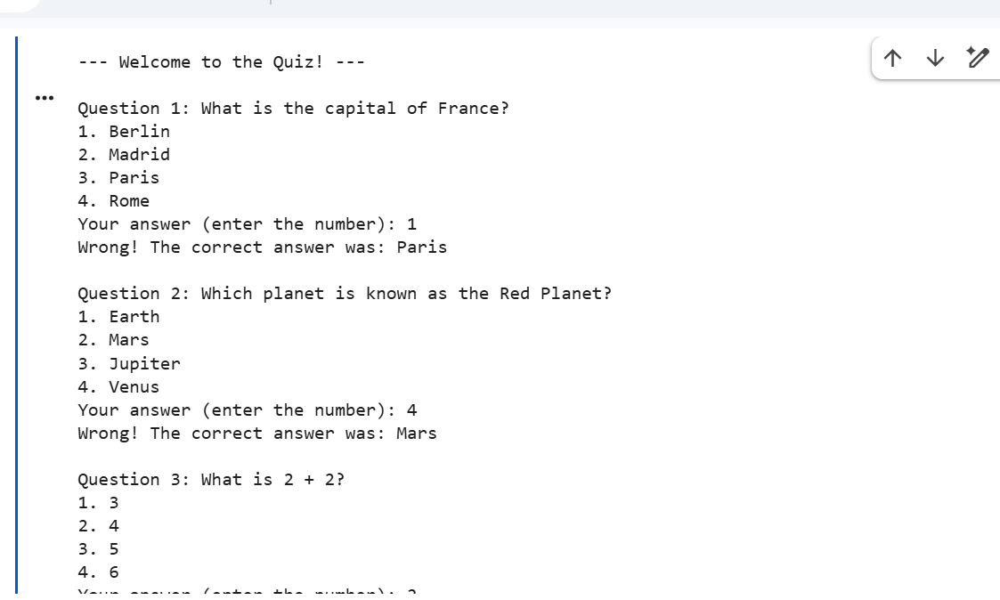 --- Welcome to the Quiz! ---
Question 1: What is the capital of France?
1. Berlin
2. Madrid
3. Paris
4. Rome
Your answer (enter the number): 1
Wrong! The correct answer was: Paris
Question 2: Which planet is known as the Red Planet?
1. Earth
2. Mars
3. Jupiter
4. Venus
Your answer (enter the number): 4
Wrong! The correct answer was: Mars
Question 3: What is 2 + 2?
1. 3
2. 4
3. 5
4. 6
Your answer (enter the number):